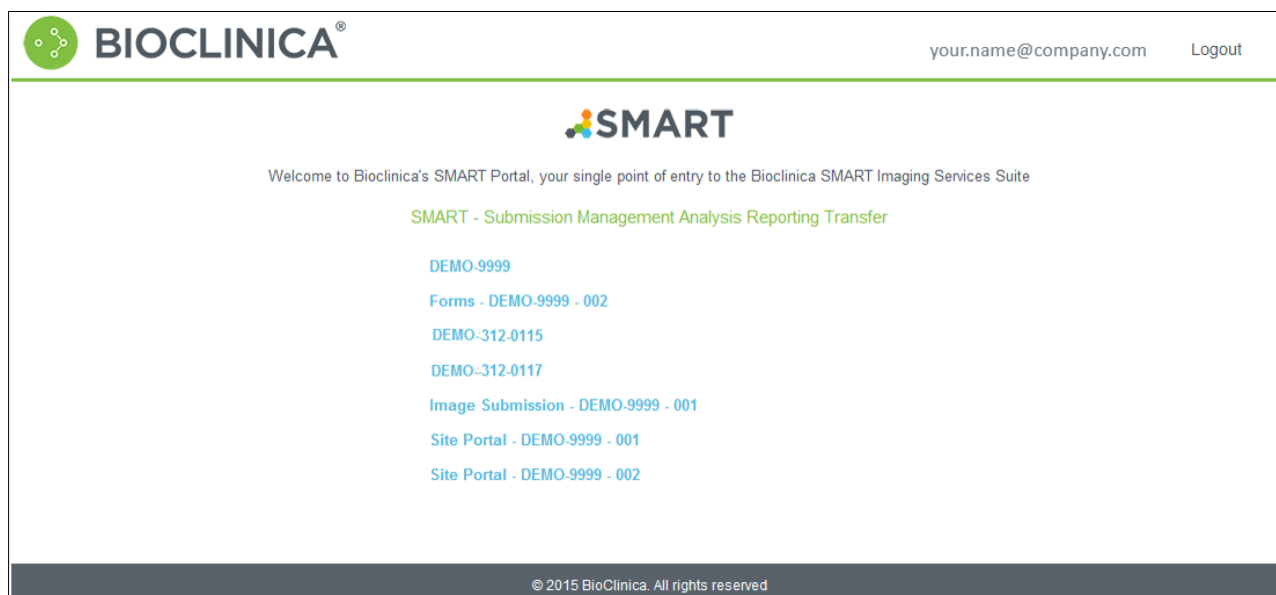 BIOCLINICA®
your.name@company.com Logout
SMART
Welcome to Bioclinica's SMART Portal, your single point of entry to the Bioclinica SMART Imaging Services Suite
SMART - Submission Management Analysis Reporting Transfer
DEMO-9999
Forms - DEMO-9999 - 002
DEMO-312-0115
DEMO--312-0117
Image Submission - DEMO-9999 - 001
Site Portal - DEMO-9999 - 001
Site Portal - DEMO-9999 - 002
© 2015 BioClinica. All rights reserved